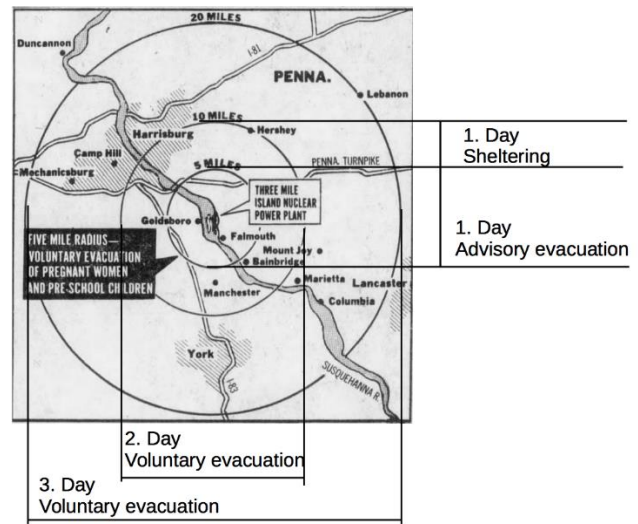 20 MILES
Duncannon
I-81
PENNA.
Lebanon
10 MILES
Harrisburg
Hershey
Camp Hill
Mechanicsburg
5 MILES
PENNA. TURNPIKE
THREE MILE
ISLAND NUCLEAR
POWER PLANT
Goldsboro
Falmouth
FIVE MILE RADIUS—
VOLUNTARY EVACUATION
OF PREGNANT WOMEN
AND PRE-SCHOOL CHILDREN
Mount Joy
Bainbridge
Manchester
Marietta
Lancaster
Columbia
York
I-83
SUSQUEHANNA R.
1. Day
Sheltering
1. Day
Advisory evacuation
2. Day
Voluntary evacuation
3. Day
Voluntary evacuation